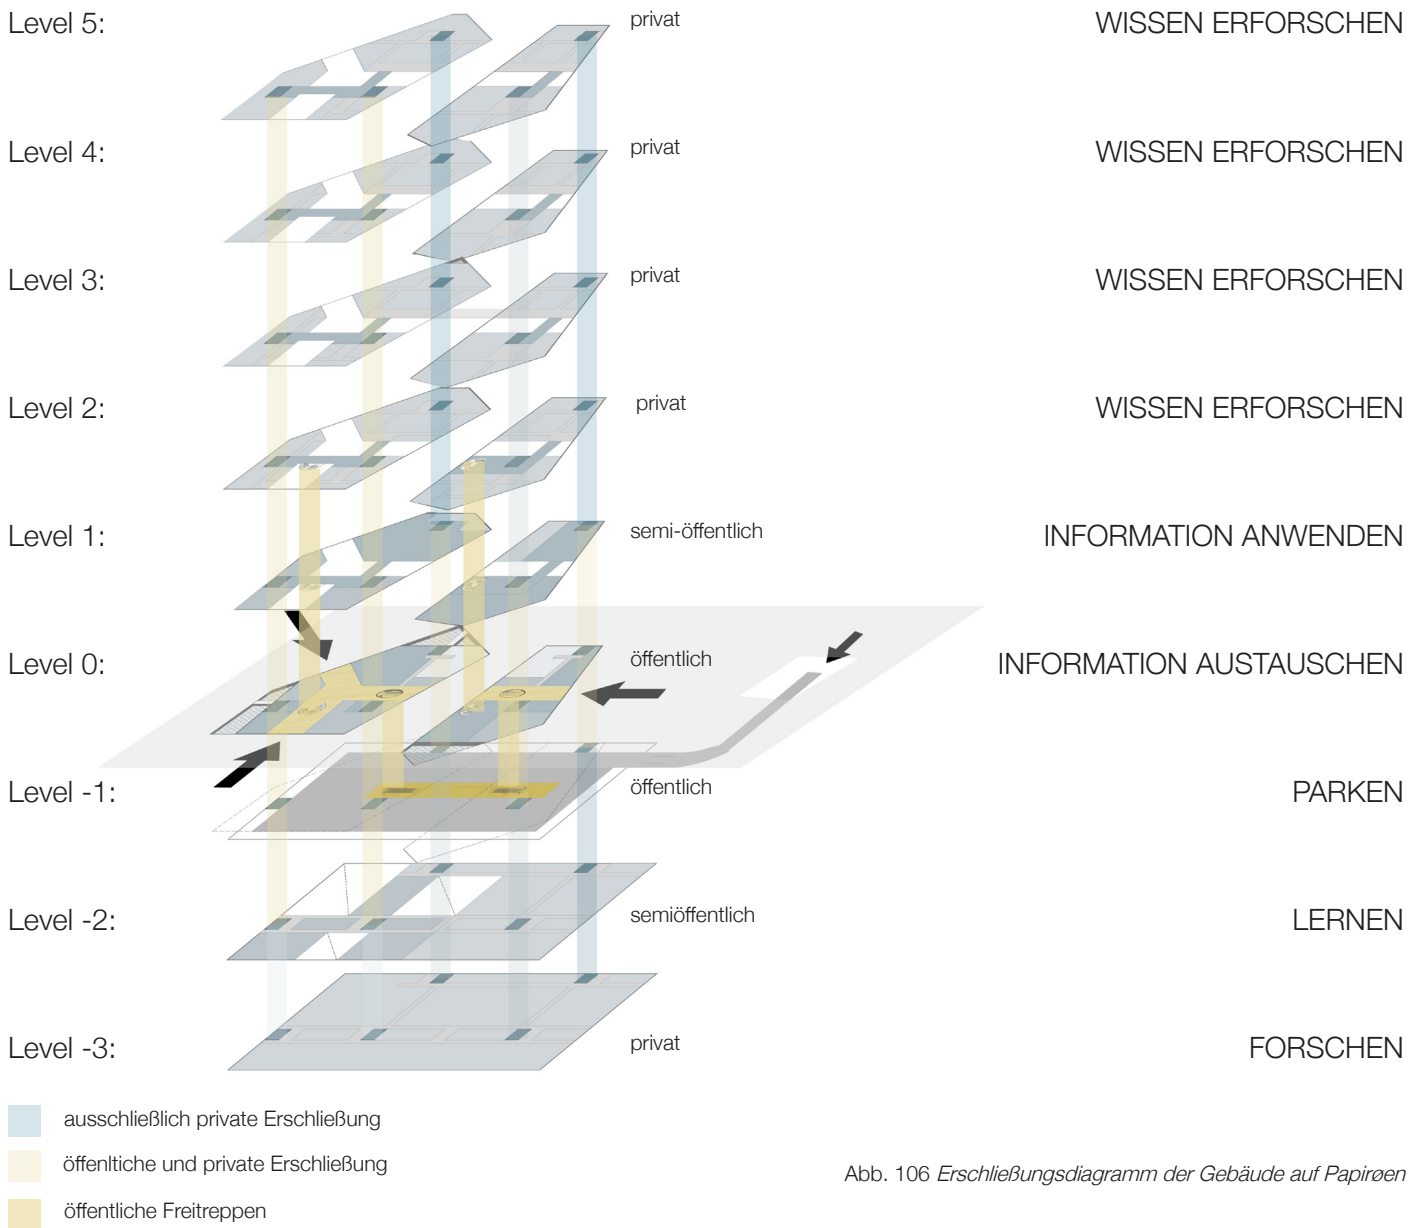 Level 5: privat WISSEN ERFORSCHEN
Level 4: privat WISSEN ERFORSCHEN
Level 3: privat WISSEN ERFORSCHEN
Level 2: privat WISSEN ERFORSCHEN
Level 1: semi-öffentlich INFORMATION ANWENDEN
Level 0: öffentlich INFORMATION AUSTAUSCHEN
Level -1: öffentlich PARKEN
Level -2: semiöffentlich LERNEN
Level -3: privat FORSCHEN
ausschließlich private Erschließung
öffenltiche und private Erschließung
öffentliche Freitreppen
Abb. 106 Erschließungsdiagramm der Gebäude auf Papirøen